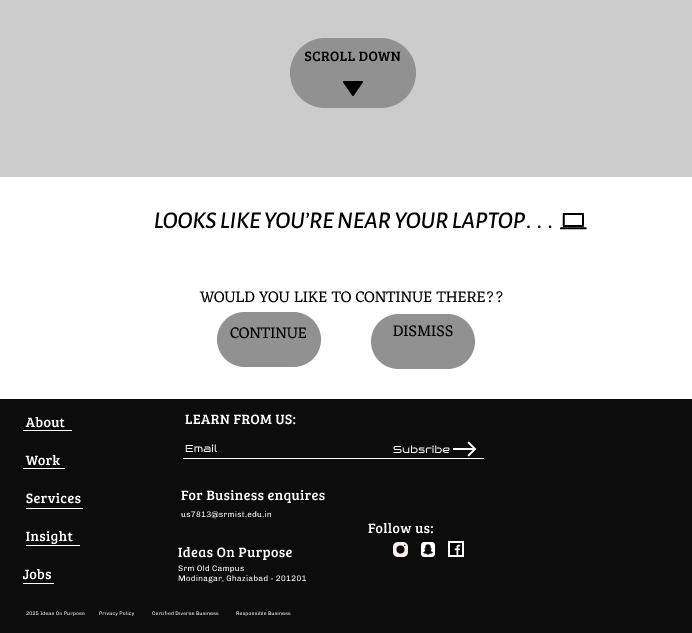 SCROLL DOWN
LOOKS LIKE YOU'RE NEAR YOUR LAPTOP. . .
WOULD YOU LIKE TO CONTINUE THERE??
CONTINUE
DISMISS
About
Work
Services
Insight
Jobs
LEARN FROM US:
Email
Subsribe
For Business enquires
us7813@srmist.edu.in
Follow us:
Ideas On Purpose
Srm Old Campus
Modinagar, Ghaziabad - 201201
2025 Ideas On Purpose Privacy Policy Certified Diverse Business Responsible Business